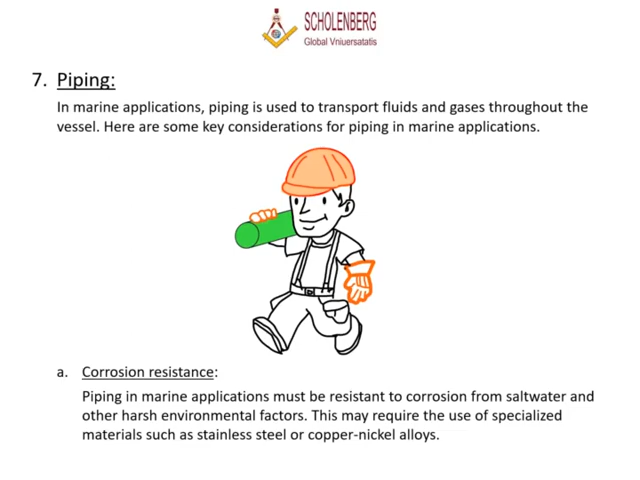 SCHOLENBERG
Global Vniuersatatis
7. Piping:
In marine applications, piping is used to transport fluids and gases throughout the
vessel. Here are some key considerations for piping in marine applications.
a. Corrosion resistance:
Piping in marine applications must be resistant to corrosion from saltwater and
other harsh environmental factors. This may require the use of specialized
materials such as stainless steel or copper-nickel alloys.